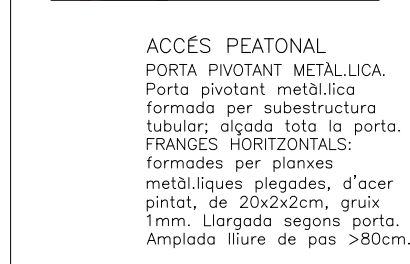 ACCÉS PEATONAL
PORTA PIVOTANT METÀL.LICA.
Porta pivotant metàl.lica
formada per subestructura
tubular; alçada tota la porta.
FRANGES HORITZONTALS:
formades per planxes
metàl.liques plegades, d'acer
pintat, de 20x2x2cm, gruix
1mm. Llargada segons porta.
Amplada lliure de pas >80cm.